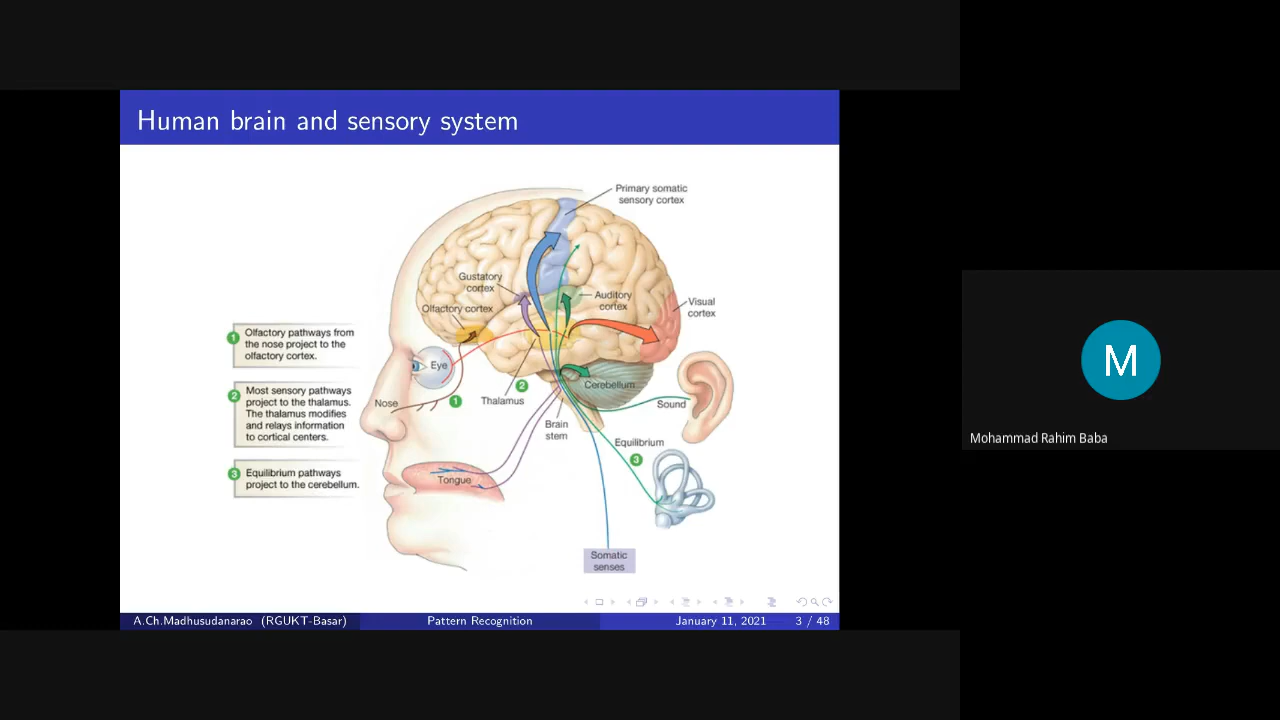 Human brain and sensory system
Primary somatic
sensory cortex
Gustatory
cortex
Olfactory cortex
Auditory
cortex
Visual
cortex
1
Olfactory pathways from
the nose project to the
olfactory cortex.
2
Most sensory pathways
project to the thalamus.
The thalamus modifies
and relays information
to cortical centers.
3
Equilibrium pathways
project to the cerebellum.
Eye
Nose
1
2
Thalamus
Cerebellum
Brain
stem
Sound
Equilibrium
3
Tongue
Somatic
senses
A.Ch.Madhusudanarao (RGUKT-Basar)
Pattern Recognition
January 11, 2021
3 / 48
M
Mohammad Rahim Baba